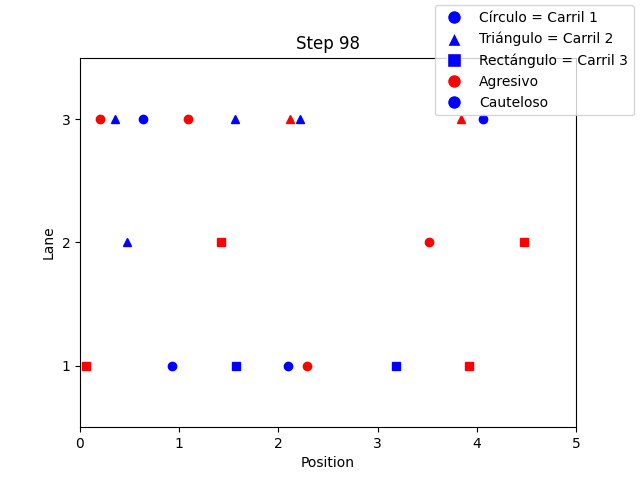 Step 98
Círculo = Carril 1
Triángulo = Carril 2
Rectángulo = Carril 3
Agresivo
Cauteloso
Lane
3
2
1
0 1 2 3 4 5
Position